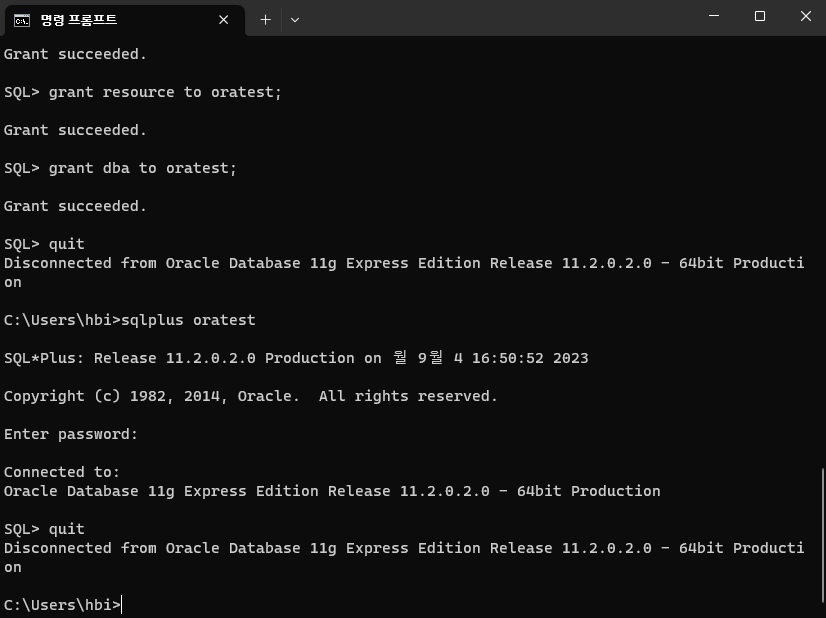 명령 프롬프트
Grant succeeded.
SQL> grant resource to oratest;
Grant succeeded.
SQL> grant dba to oratest;
Grant succeeded.
SQL> quit
Disconnected from Oracle Database 11g Express Edition Release 11.2.0.2.0 - 64bit Producti
on
C:\Users\hbi>sqlplus oratest
SQL*Plus: Release 11.2.0.2.0 Production on 월 9월 4 16:50:52 2023
Copyright (c) 1982, 2014, Oracle.  All rights reserved.
Enter password:
Connected to:
Oracle Database 11g Express Edition Release 11.2.0.2.0 - 64bit Production
SQL> quit
Disconnected from Oracle Database 11g Express Edition Release 11.2.0.2.0 - 64bit Producti
on
C:\Users\hbi>